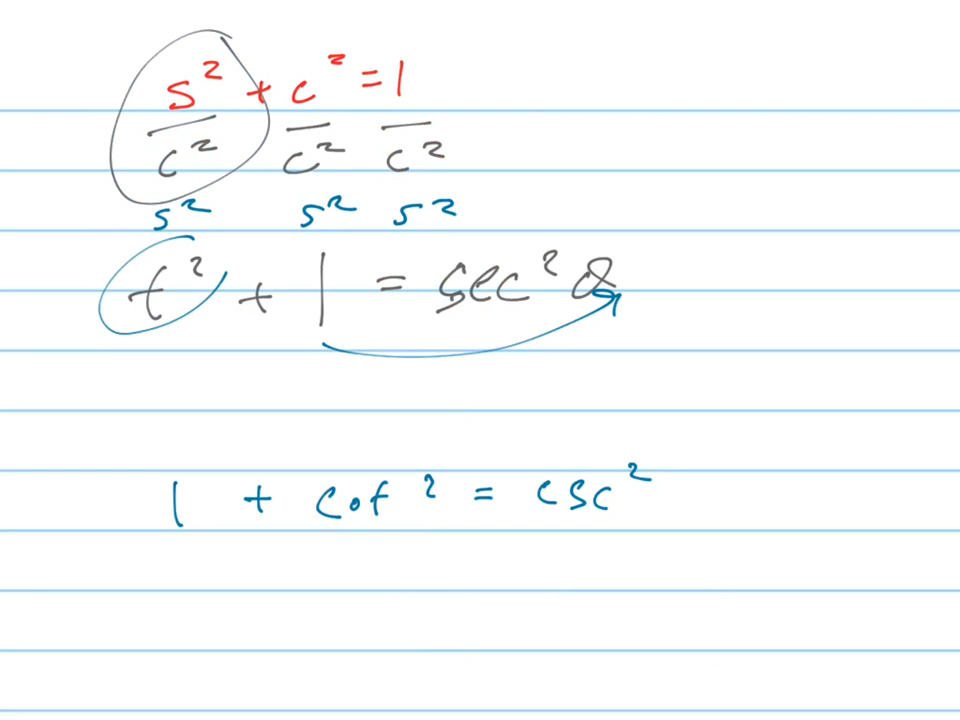 s² + c² = 1
c² c² c²
s² s² s²
t² + 1 = sec² θ
1 + cot² = csc²